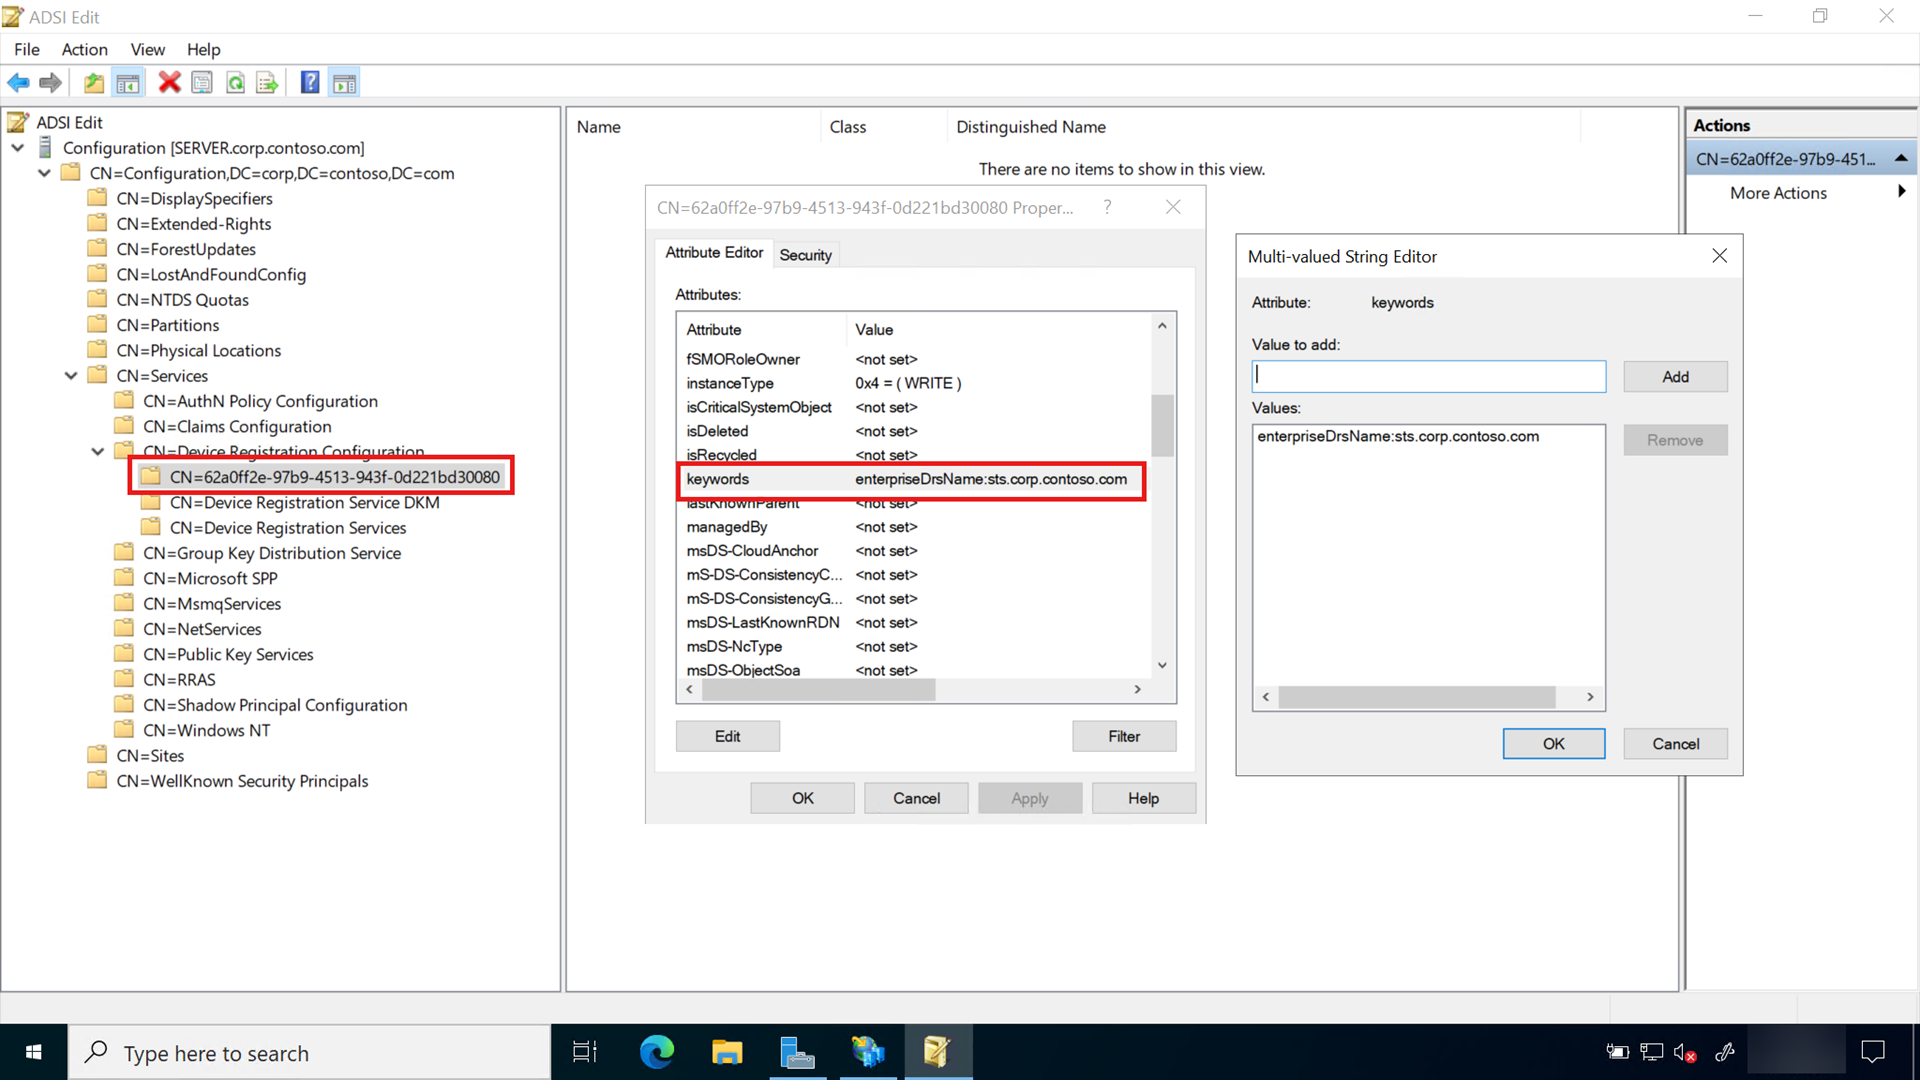 ADSI Edit
File Action View Help
ADSI Edit
Configuration [SERVER.corp.contoso.com]
CN=Configuration,DC=corp,DC=contoso,DC=com
CN=DisplaySpecifiers
CN=Extended-Rights
CN=ForestUpdates
CN=LostAndFoundConfig
CN=NTDS Quotas
CN=Partitions
CN=Physical Locations
CN=Services
CN=AuthN Policy Configuration
CN=Claims Configuration
CN=Device Registration Configuration
CN=62a0ff2e-97b9-4513-943f-0d221bd30080
CN=Device Registration Service DKM
CN=Device Registration Services
CN=Group Key Distribution Service
CN=Microsoft SPP
CN=MsmqServices
CN=NetServices
CN=Public Key Services
CN=RRAS
CN=Shadow Principal Configuration
CN=Windows NT
CN=Sites
CN=WellKnown Security Principals
Name Class Distinguished Name
There are no items to show in this view.
CN=62a0ff2e-97b9-4513-943f-0d221bd30080 Proper... ?
Attribute Editor Security
Attributes:
Attribute Value
fSMORoleOwner <not set>
instanceType 0x4 = ( WRITE )
isCriticalSystemObject <not set>
isDeleted <not set>
isRecycled <not set>
keywords enterpriseDrsName:sts.corp.contoso.com
lastKnownParent <not set>
managedBy <not set>
msDS-CloudAnchor <not set>
mS-DS-ConsistencyC... <not set>
mS-DS-ConsistencyG... <not set>
msDS-LastKnownRDN <not set>
msDS-NcType <not set>
msDS-ObjectSoa <not set>
Edit Filter
OK Cancel Apply Help
Multi-valued String Editor
Attribute: keywords
Value to add:
Add
Values:
enterpriseDrsName:sts.corp.contoso.com
Remove
OK Cancel
Actions
CN=62a0ff2e-97b9-451...
More Actions
Type here to search